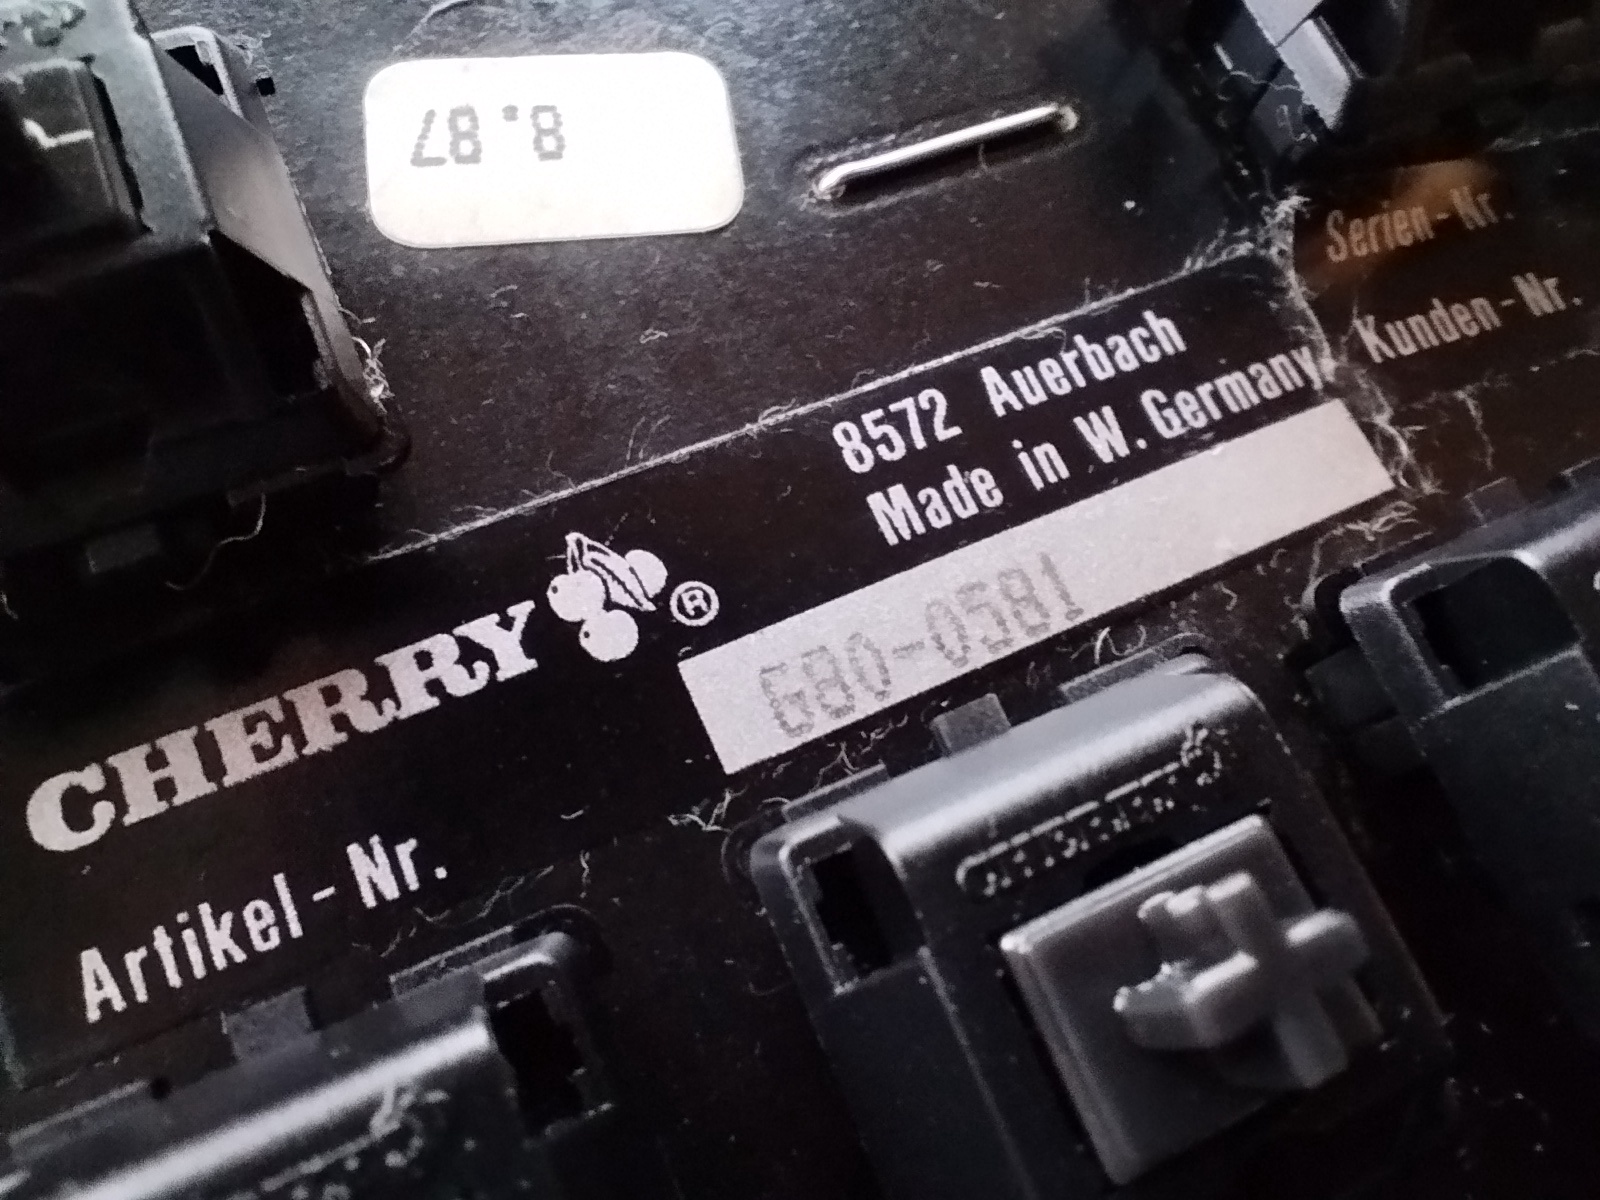 8.87
Serien-Nr.
Kunden-Nr.
8572 Auerbach
Made in W. Germany
CHERRY ®
G80-0581
Artikel-Nr.